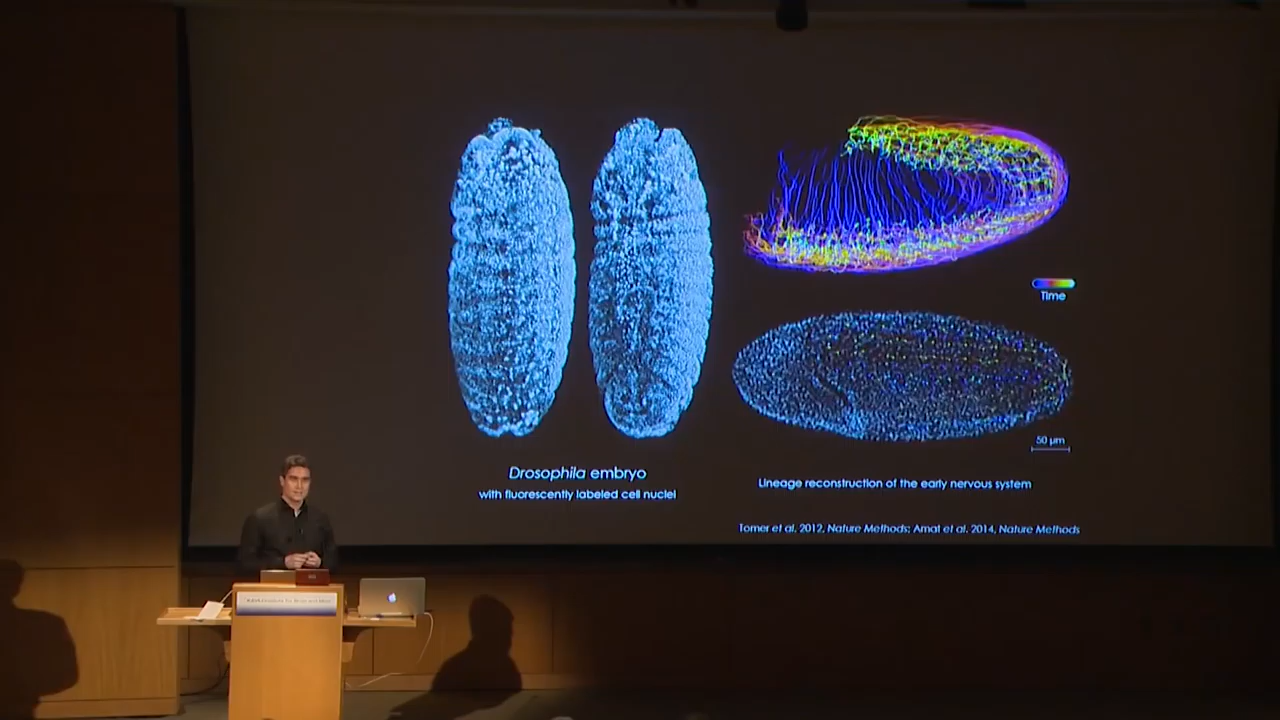 Time
50 µm
Drosophila embryo
with fluorescently labeled cell nuclei
Lineage reconstruction of the early nervous system
Tomer et al. 2012, Nature Methods; Amat et al. 2014, Nature Methods